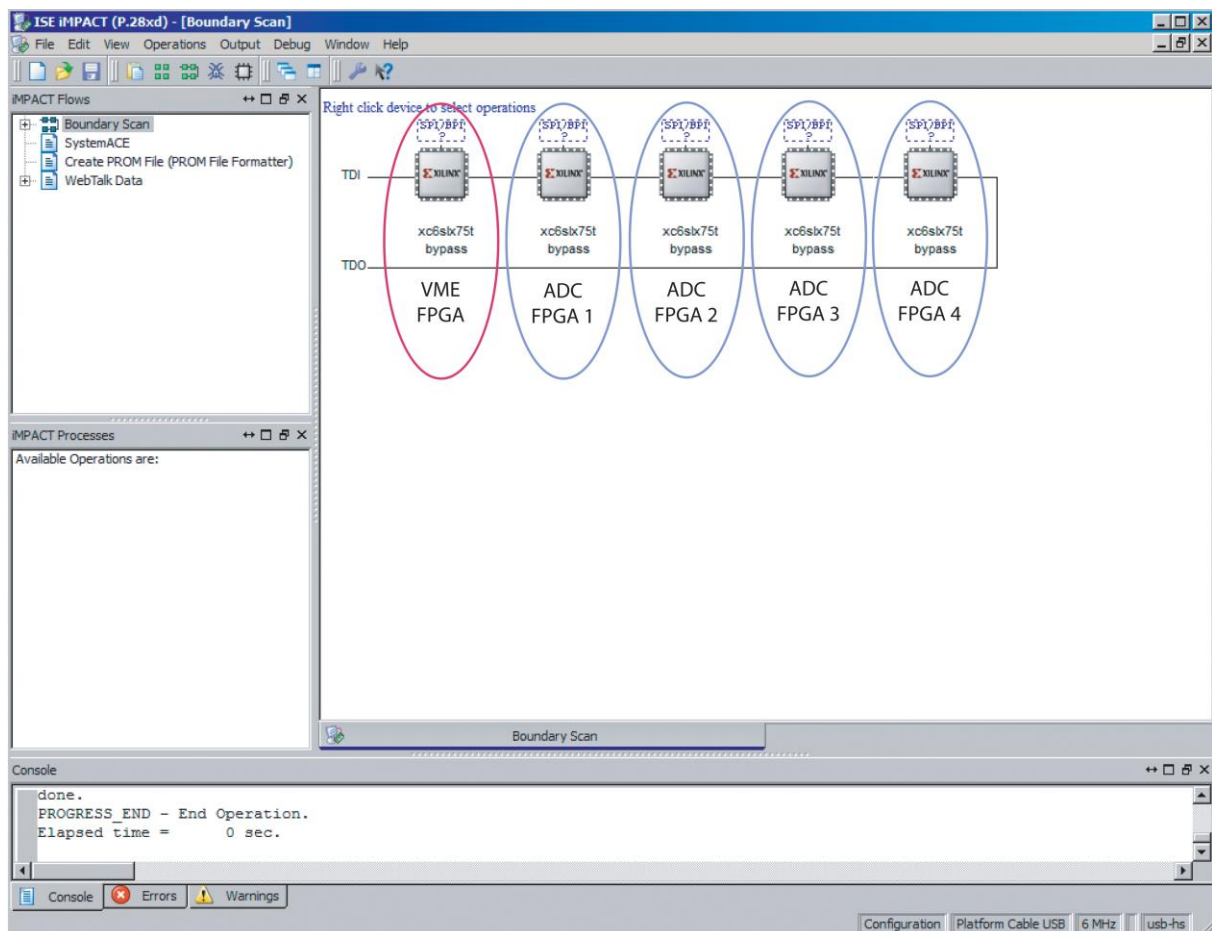 ISE iMPACT (P.28xd) - [Boundary Scan]
File Edit View Operations Output Debug Window Help
iMPACT Flows
Boundary Scan
SystemACE
Create PROM File (PROM File Formatter)
WebTalk Data
iMPACT Processes
Available Operations are:
Right click device to select operations
SPI/BPI SPI/BPI SPI/BPI SPI/BPI SPI/BPI
? ? ? ? ?
TDI XILINX XILINX XILINX XILINX XILINX
xc6slx75t xc6slx75t xc6slx75t xc6slx75t xc6slx75t
bypass bypass bypass bypass bypass
TDO
VME ADC ADC ADC ADC
FPGA FPGA 1 FPGA 2 FPGA 3 FPGA 4
Boundary Scan
Console
done.
PROGRESS_END - End Operation.
Elapsed time = 0 sec.
Console Errors Warnings
Configuration Platform Cable USB 6 MHz usb-hs